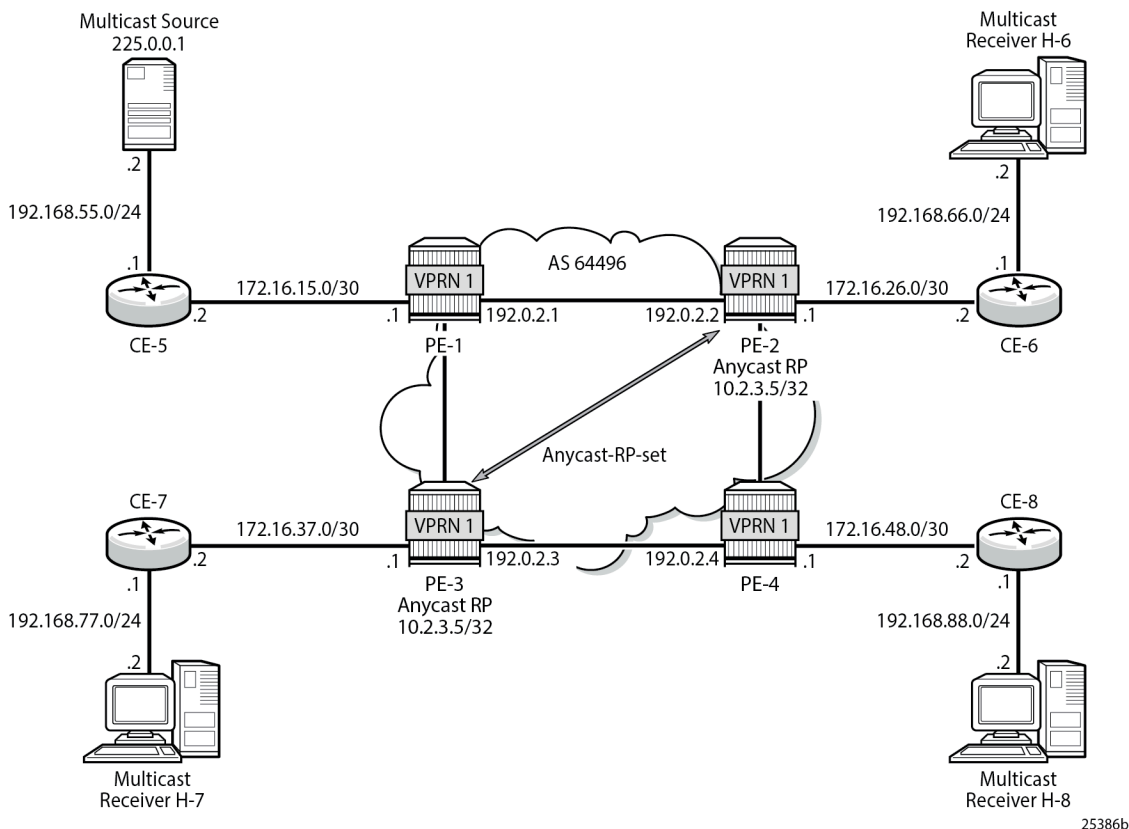 Multicast Source
225.0.0.1
Multicast
Receiver H-6
.2
.2
192.168.55.0/24
192.168.66.0/24
AS 64496
.1
.1
VPRN 1
VPRN 1
172.16.15.0/30
172.16.26.0/30
.2
.1
192.0.2.1
192.0.2.2
.1
.2
CE-5
PE-1
PE-2
CE-6
Anycast RP
10.2.3.5/32
Anycast-RP-set
CE-7
CE-8
172.16.37.0/30
VPRN 1
VPRN 1
172.16.48.0/30
.2
.1
192.0.2.3
192.0.2.4
.1
.2
.1
PE-3
PE-4
.1
Anycast RP
10.2.3.5/32
192.168.77.0/24
192.168.88.0/24
.2
.2
Multicast
Receiver H-7
Multicast
Receiver H-8
25386b